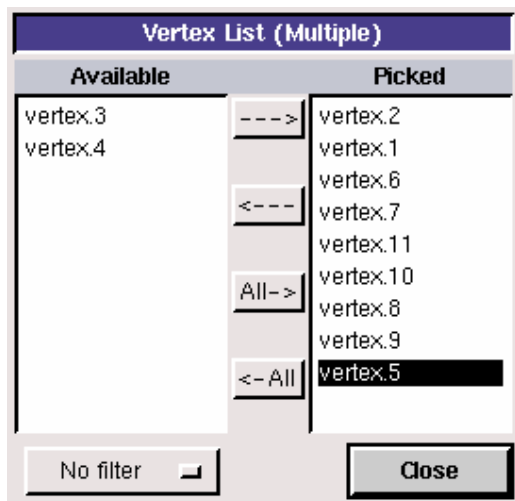 Vertex List (Multiple)
Available
Picked
vertex.3
vertex.4
--->
<---
All->
<-All
vertex.2
vertex.1
vertex.6
vertex.7
vertex.11
vertex.10
vertex.8
vertex.9
vertex.5
No filter
Close